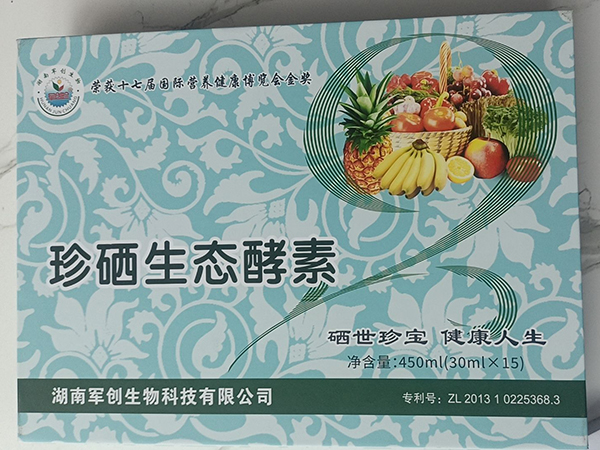 荣获十七届国际营养健康博览会金奖
珍硒生态酵素
硒世珍宝 健康人生
净含量:450ml(30ml×15)
湖南军创生物科技有限公司
专利号：ZL 2013 1 0225368.3